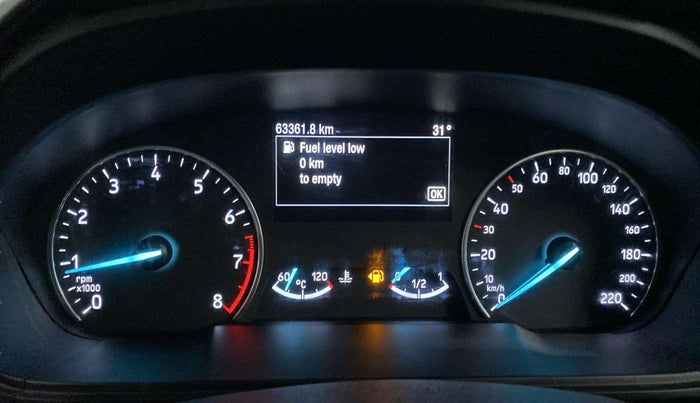 63361.8 km 31°
Fuel level low
0 km
to empty
OK
0 1 2 3 4 5 6 7 8
rpm
x1000
60 120
°C
0 1/2 1
0 10 20 30 40 50 60 80 100 120 140 160 180 200 220
km/h